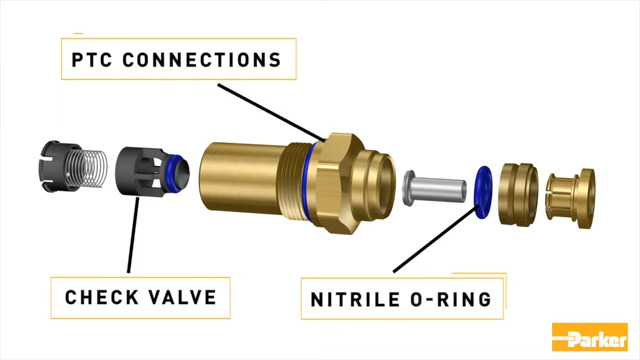 PTC CONNECTIONS
CHECK VALVE
NITRILE O-RING
Parker